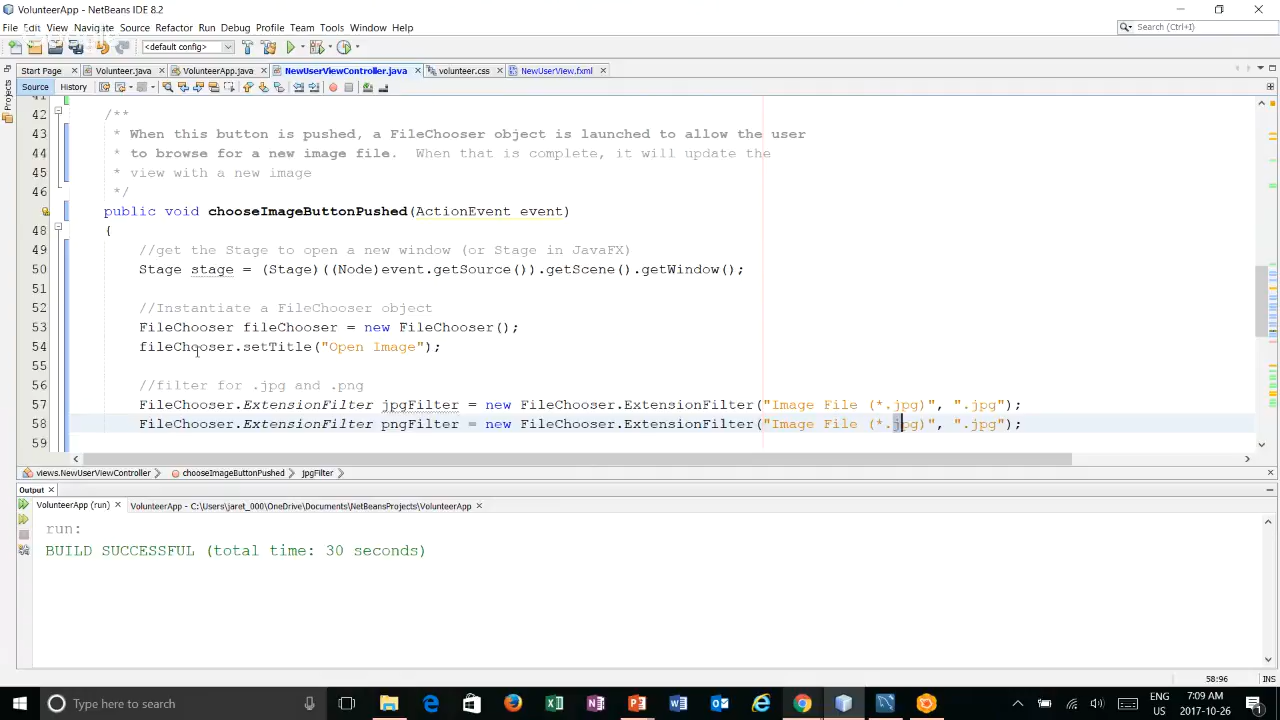 VolunteerApp - NetBeans IDE 8.2
File Edit View Navigate Source Refactor Run Debug Profile Team Tools Window Help
Search (Ctrl+I)
<default config>
Start Page Volunteer.java VolunteerApp.java NewUserViewController.java volunteer.css NewUserView.fxml
Source History
Projects
41
42 /**
43 * When this button is pushed, a FileChooser object is launched to allow the user
44 * to browse for a new image file.  When that is complete, it will update the
45 * view with a new image
46 */
public void chooseImageButtonPushed(ActionEvent event)
48 {
49 //get the Stage to open a new window (or Stage in JavaFX)
50 Stage stage = (Stage)((Node)event.getSource()).getScene().getWindow();
51
52 //Instantiate a FileChooser object
53 FileChooser fileChooser = new FileChooser();
54 fileChooser.setTitle("Open Image");
55
56 //filter for .jpg and .png
57 FileChooser.ExtensionFilter jpgFilter = new FileChooser.ExtensionFilter("Image File (*.jpg)", ".jpg");
58 FileChooser.ExtensionFilter pngFilter = new FileChooser.ExtensionFilter("Image File (*.jpg)", ".jpg");
59
views.NewUserViewController chooseImageButtonPushed jpgFilter
Output
VolunteerApp (run) VolunteerApp - C:\Users\jaret_000\OneDrive\Documents\NetBeansProjects\VolunteerApp
run:
BUILD SUCCESSFUL (total time: 30 seconds)
58:96 INS
Type here to search
ENG
US
7:09 AM
2017-10-26